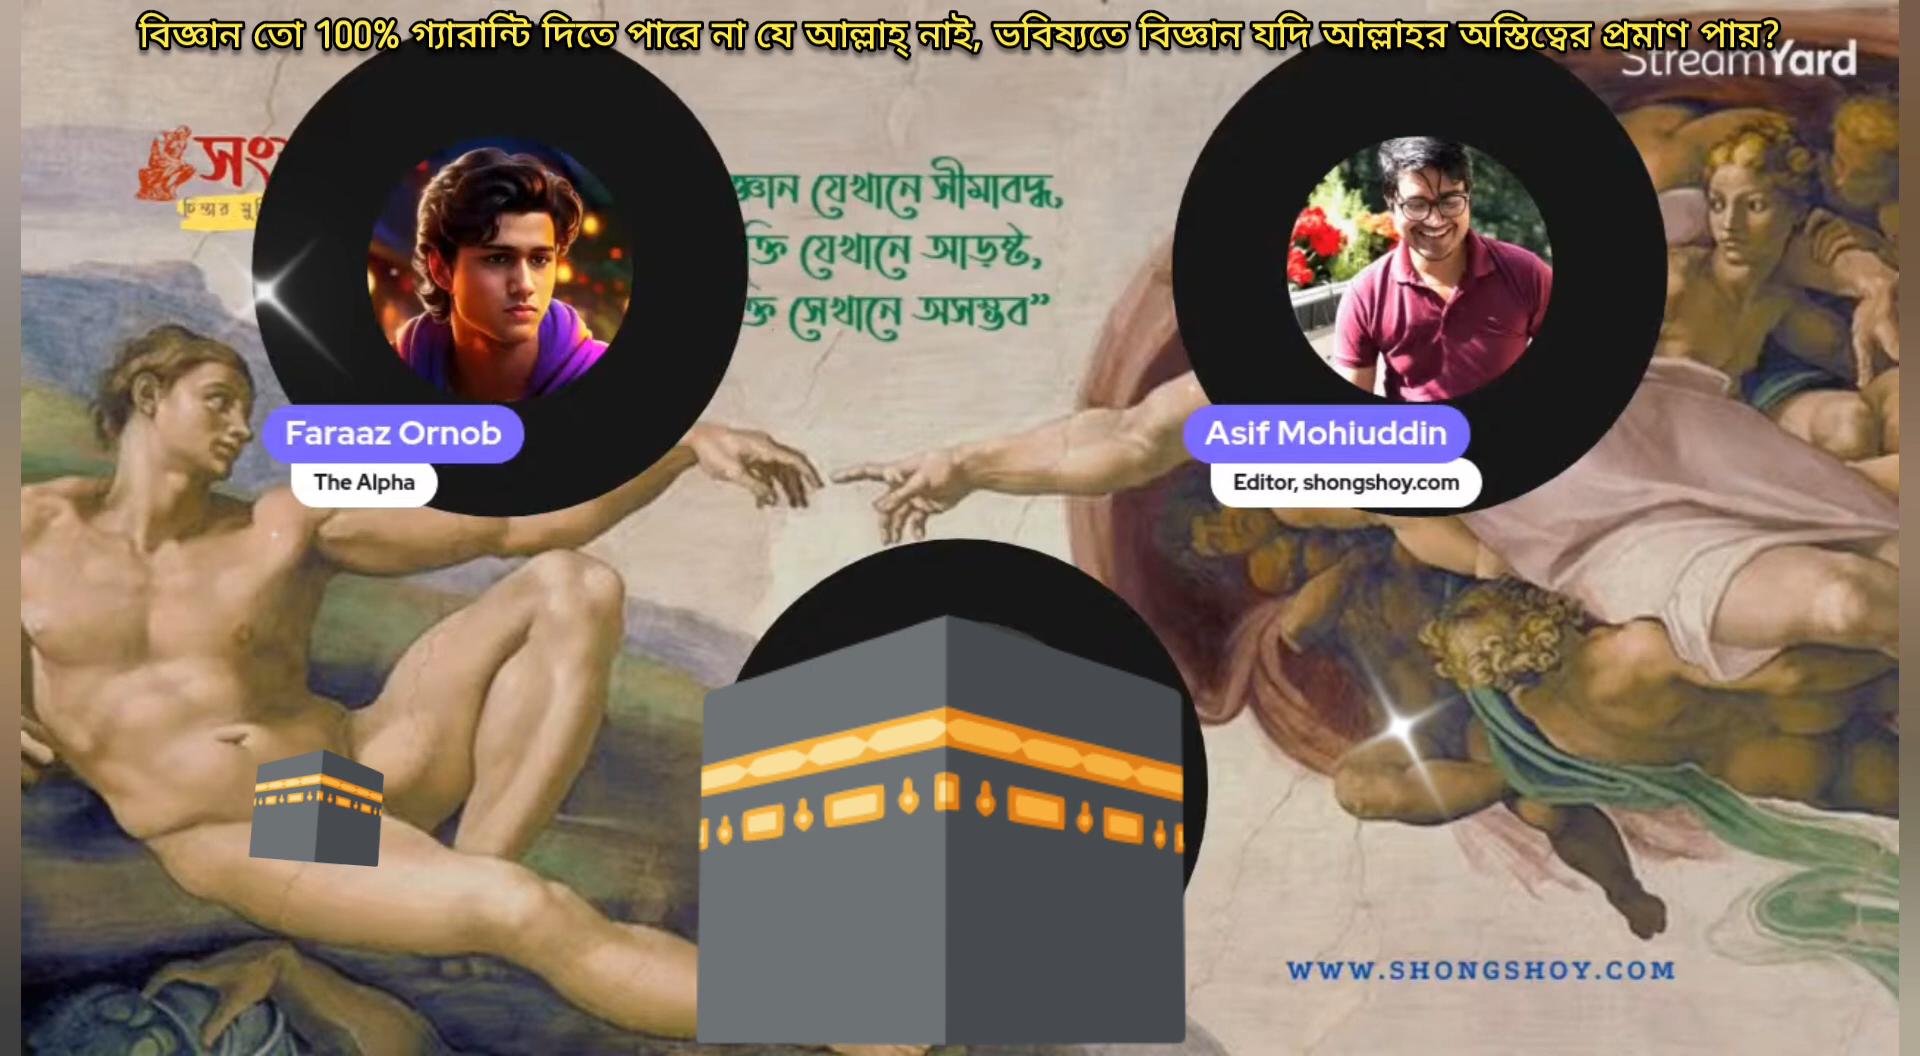 বিজ্ঞান তো 100% গ্যারান্টি দিতে পারে না যে আল্লাহ্ নাই, ভবিষ্যতে বিজ্ঞান যদি আল্লাহর অস্তিত্বের প্রমাণ পায়?
StreamYard
যেখানে সীমাবদ্ধ,
যেখানে আড়ষ্ট,
সেখানে অসম্ভব”
Faraaz Ornob
The Alpha
Asif Mohiuddin
Editor, shongshoy.com
WWW.SHONGSHOY.COM